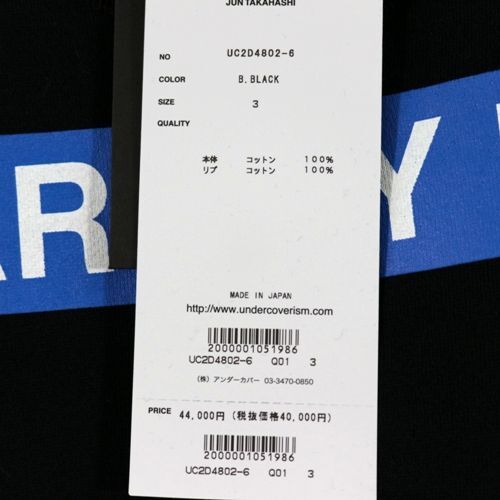 JUN TAKAHASHI
NO UC2D4802-6
COLOR B.BLACK
SIZE 3
QUALITY
本体 コットン 100%
リブ コットン 100%
AR Y
MADE IN JAPAN
http://www.undercoverism.com
2000001051986
UC2D4802-6 Q01 3
(株) アンダーカバー 03-3470-0850
PRICE 44,000円 (税抜価格40,000円)
2000001051986
UC2D4802-6 Q01 3